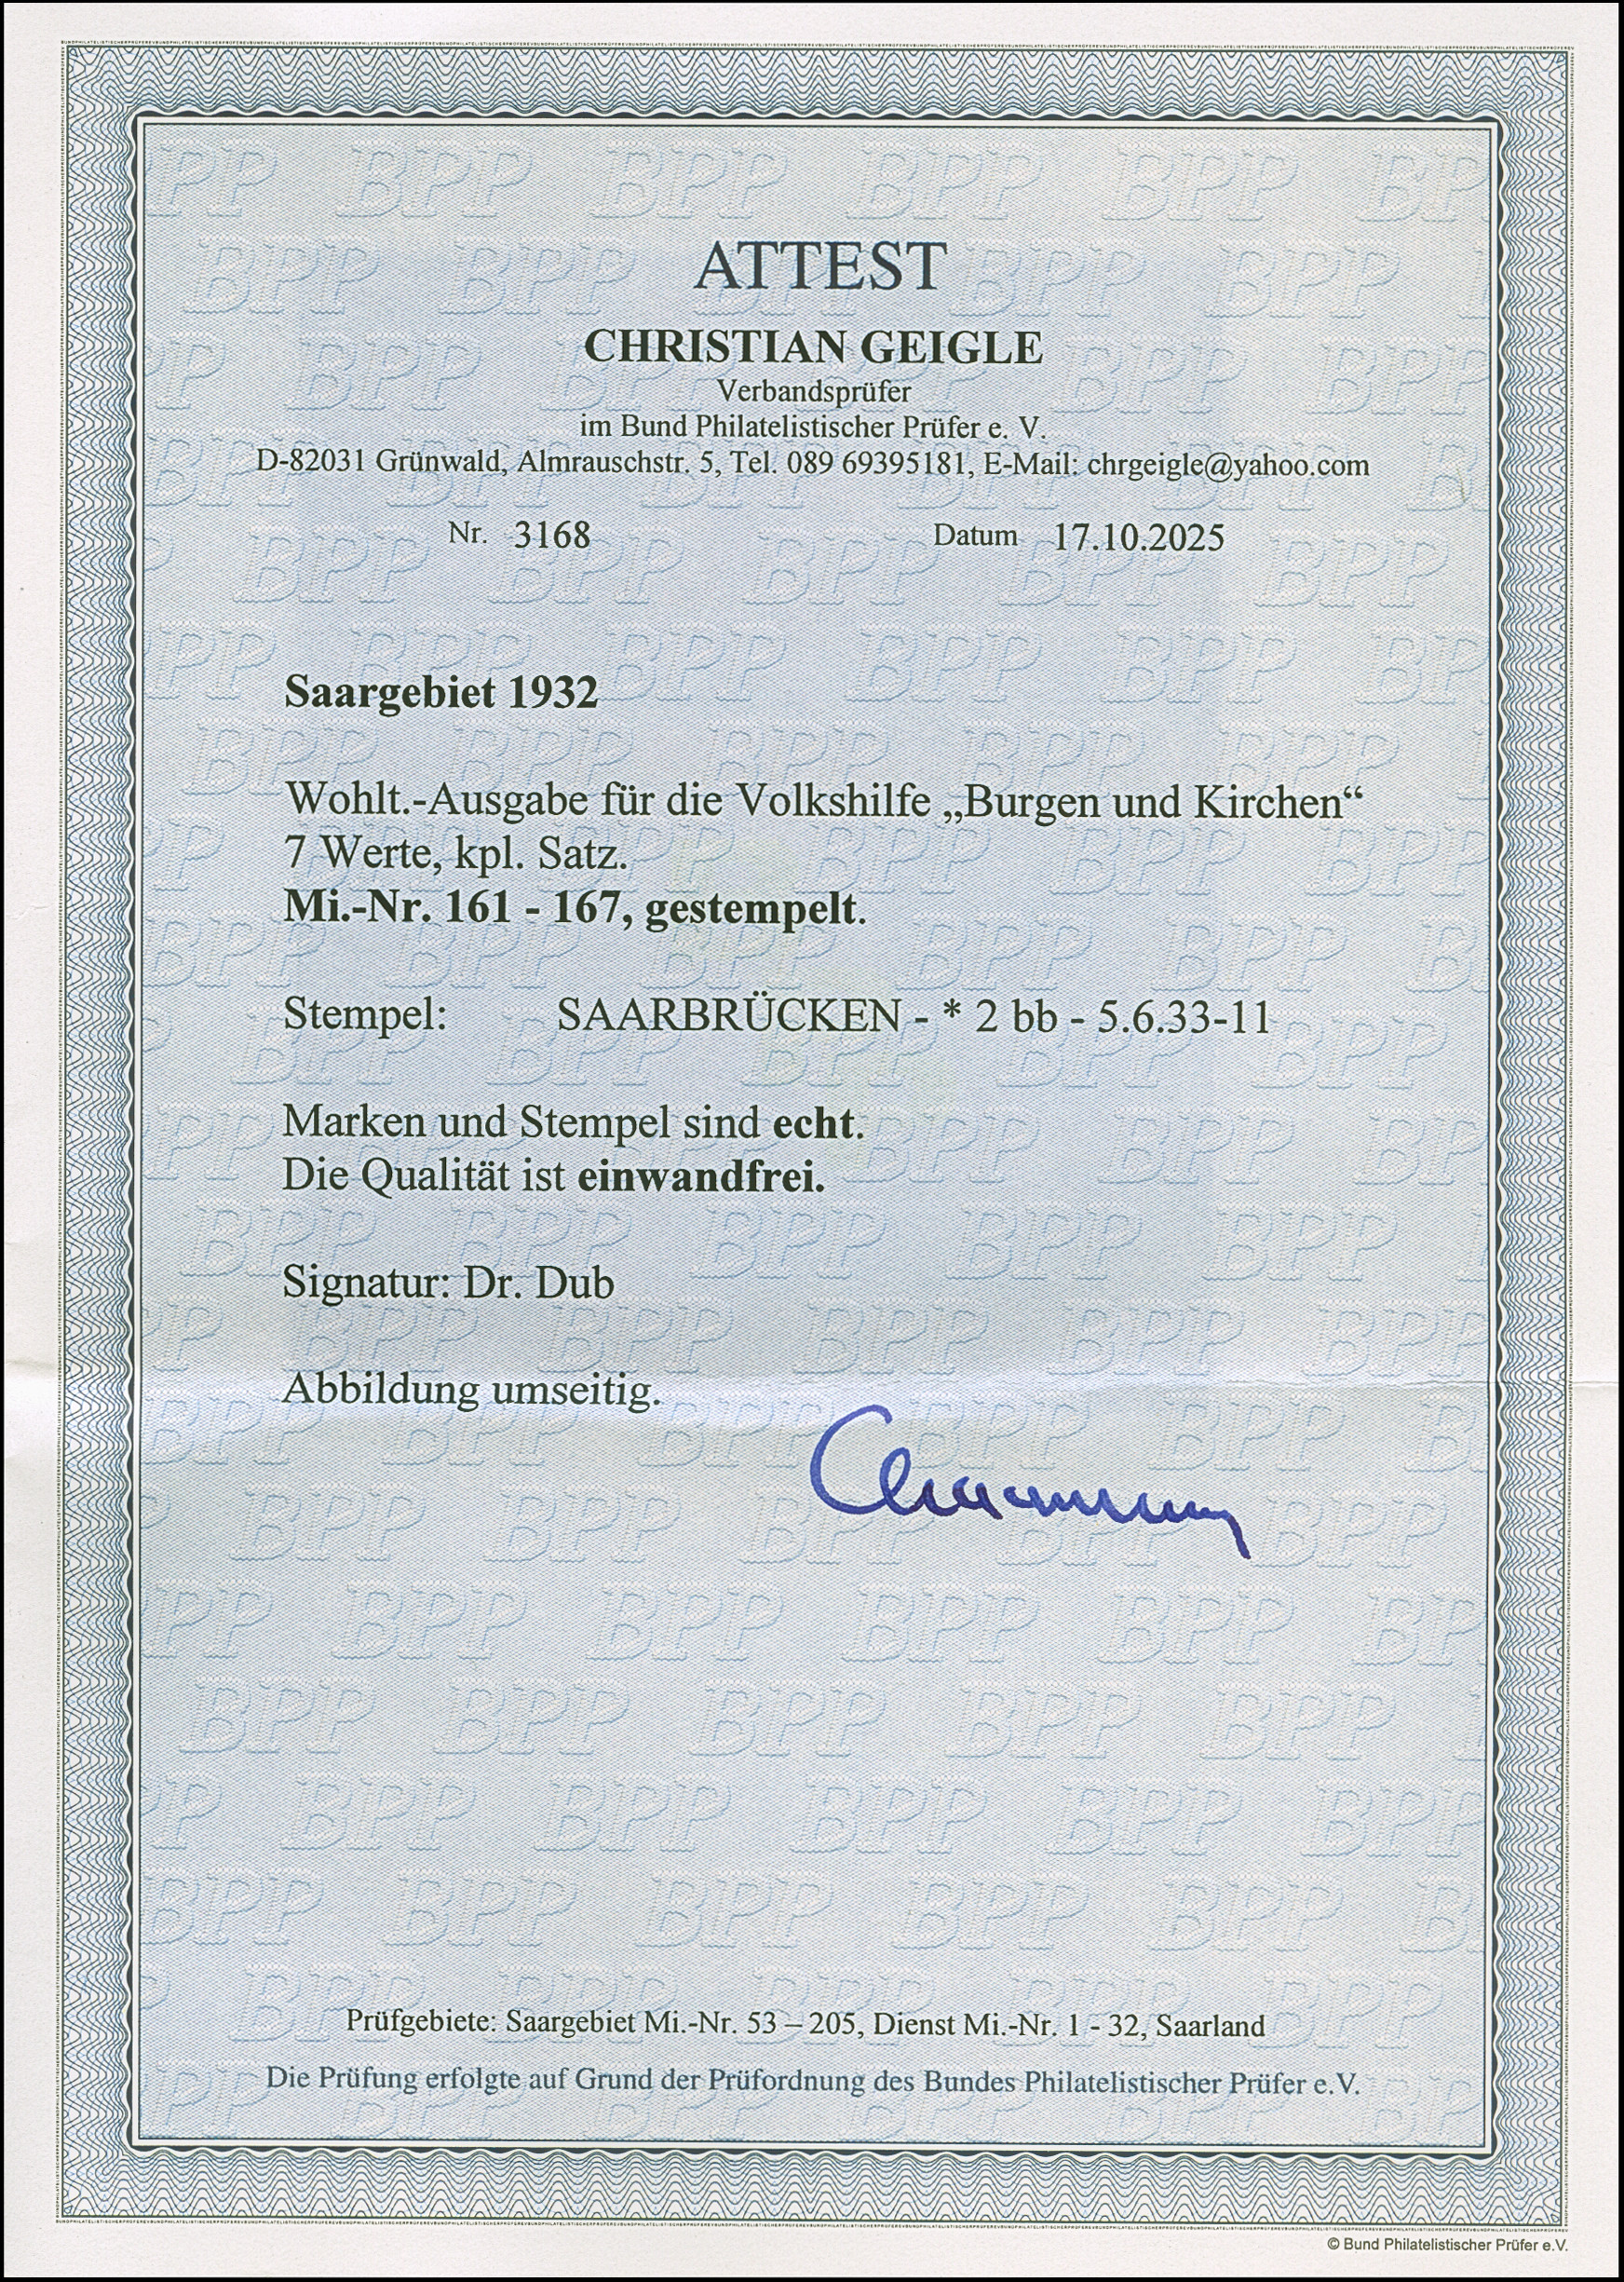 ATTEST
CHRISTIAN GEIGLE
Verbandsprüfer
im Bund Philatelistischer Prüfer e. V.
D-82031 Grünwald, Almrauschstr. 5, Tel. 089 69395181, E-Mail: chrgeigle@yahoo.com
Nr. 3168 Datum 17.10.2025
Saargebiet 1932
Wohlt.-Ausgabe für die Volkshilfe „Burgen und Kirchen“
7 Werte, kpl. Satz.
Mi.-Nr. 161 - 167, gestempelt.
Stempel: SAARBRÜCKEN - * 2 bb - 5.6.33-11
Marken und Stempel sind echt.
Die Qualität ist einwandfrei.
Signatur: Dr. Dub
Abbildung umseitig.
Prüfgebiete: Saargebiet Mi.-Nr. 53 – 205, Dienst Mi.-Nr. 1 - 32, Saarland
Die Prüfung erfolgte auf Grund der Prüfordnung des Bundes Philatelistischer Prüfer e.V.
© Bund Philatelistischer Prüfer e.V.